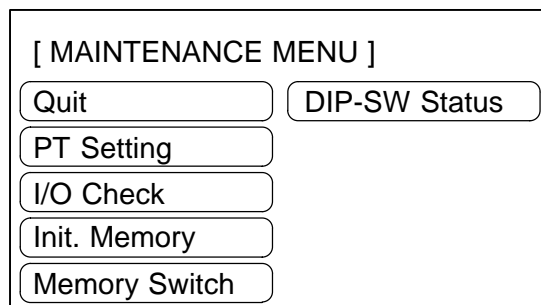 [ MAINTENANCE MENU ]
Quit
DIP-SW Status
PT Setting
I/O Check
Init. Memory
Memory Switch